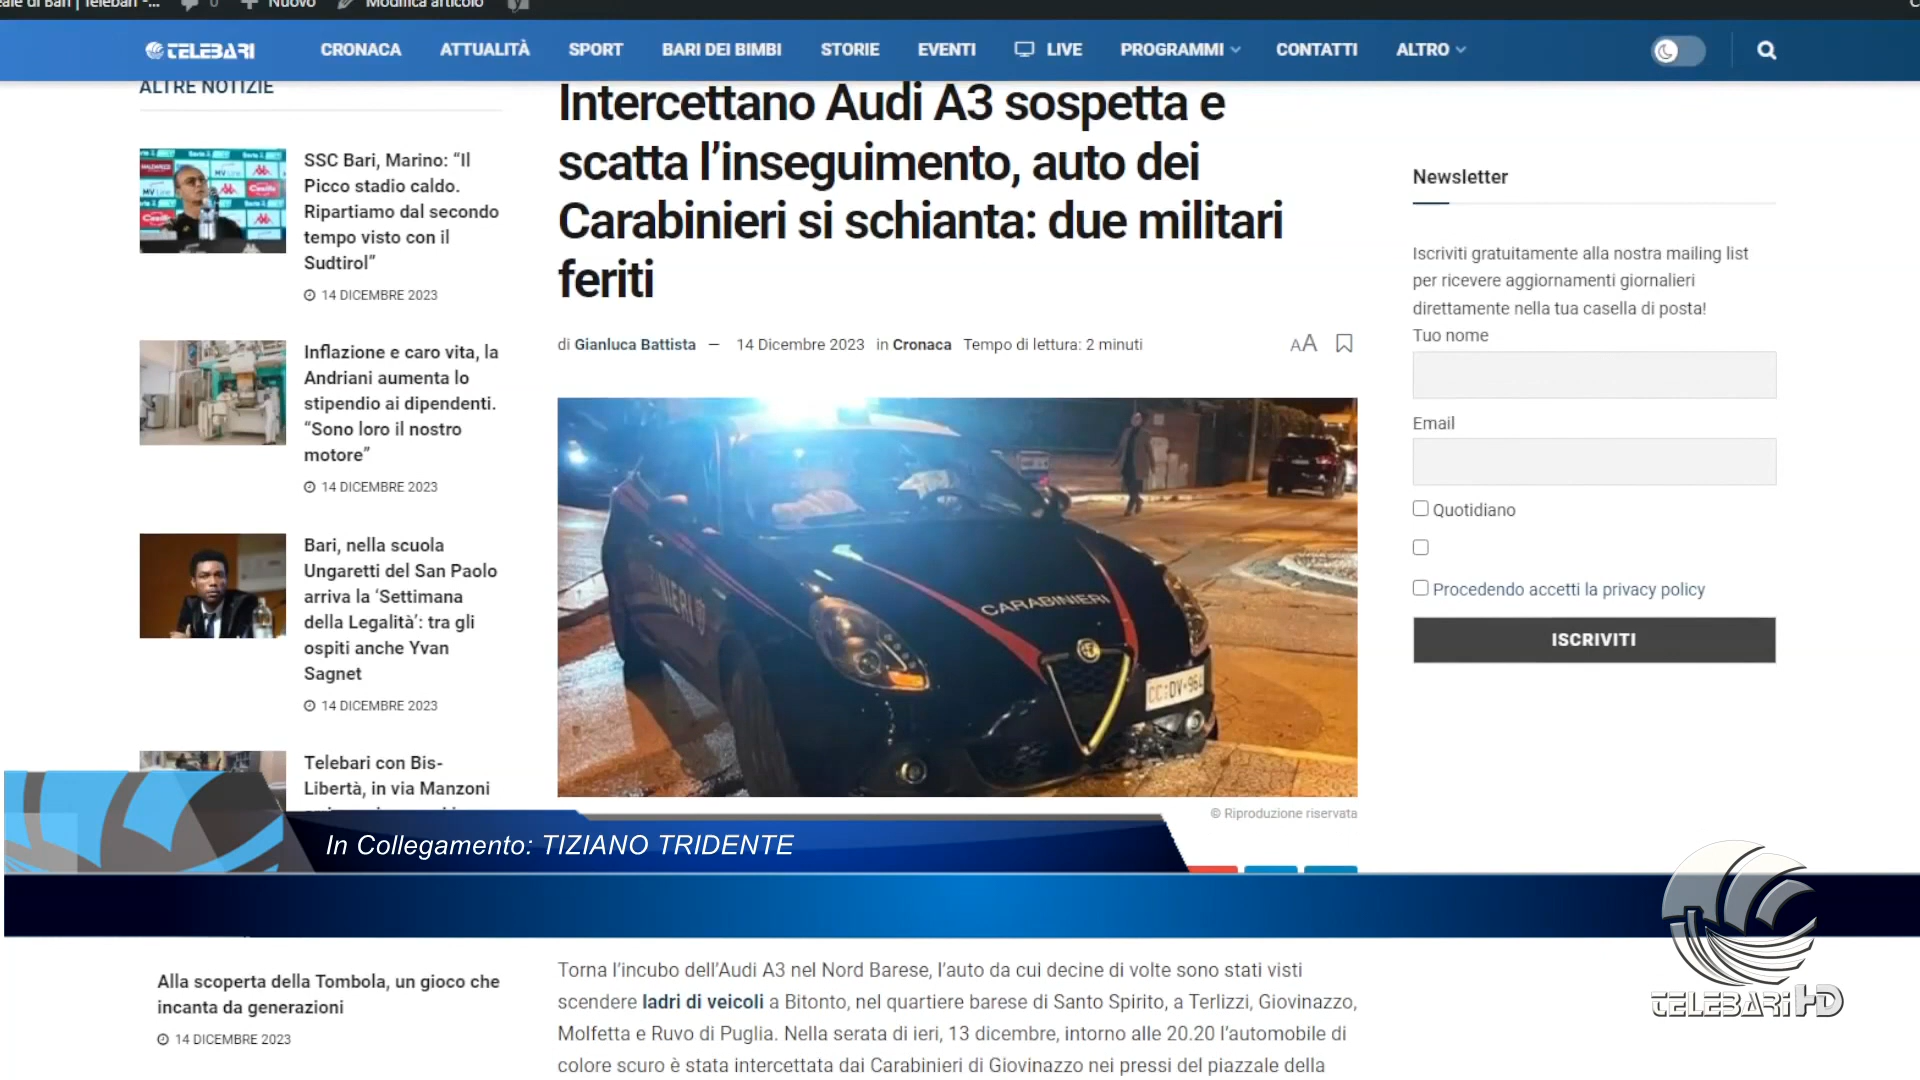 Telebari -...
0
Nuovo
Modifica articolo
TELEBARI
CRONACA
ATTUALITÀ
SPORT
BARI DEI BIMBI
STORIE
EVENTI
LIVE
PROGRAMMI
CONTATTI
ALTRO
ALTRE NOTIZIE
SSC Bari, Marino: “Il
Picco stadio caldo.
Ripartiamo dal secondo
tempo visto con il
Sudtirol”
14 DICEMBRE 2023
Inflazione e caro vita, la
Andriani aumenta lo
stipendio ai dipendenti.
“Sono loro il nostro
motore”
14 DICEMBRE 2023
Bari, nella scuola
Ungaretti del San Paolo
arriva la ‘Settimana
della Legalità’: tra gli
ospiti anche Yvan
Sagnet
14 DICEMBRE 2023
Telebari con Bis-
Libertà, in via Manzoni
Alla scoperta della Tombola, un gioco che
incanta da generazioni
14 DICEMBRE 2023
Intercettano Audi A3 sospetta e
scatta l’inseguimento, auto dei
Carabinieri si schianta: due militari
feriti
di Gianluca Battista — 14 Dicembre 2023 in Cronaca Tempo di lettura: 2 minuti
AA
CARABINIERI
© Riproduzione riservata
In Collegamento: TIZIANO TRIDENTE
Torna l’incubo dell’Audi A3 nel Nord Barese, l’auto da cui decine di volte sono stati visti
scendere ladri di veicoli a Bitonto, nel quartiere barese di Santo Spirito, a Terlizzi, Giovinazzo,
Molfetta e Ruvo di Puglia. Nella serata di ieri, 13 dicembre, intorno alle 20.20 l’automobile di
colore scuro è stata intercettata dai Carabinieri di Giovinazzo nei pressi del piazzale della
Newsletter
Iscriviti gratuitamente alla nostra mailing list
per ricevere aggiornamenti giornalieri
direttamente nella tua casella di posta!
Tuo nome
Email
Quotidiano
Procedendo accetti la privacy policy
ISCRIVITI
TELEBARI HD